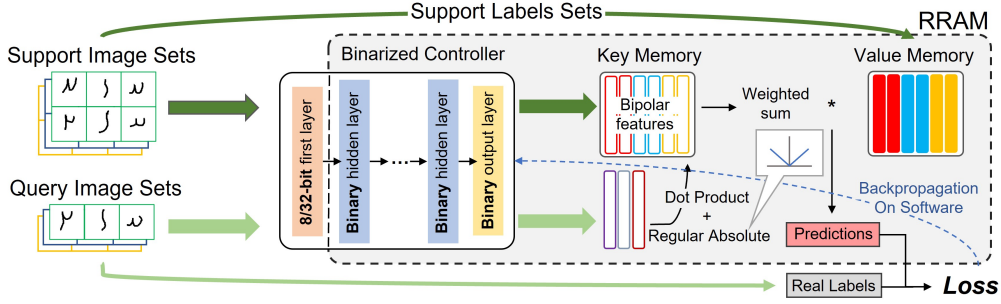 Support Labels Sets
RRAM
Support Image Sets
Binarized Controller
Key Memory
Value Memory
8/32-bit first layer
Binary hidden layer
...
Binary hidden layer
Binary output layer
Bipolar
features
Weighted
sum
*
Query Image Sets
Dot Product
+
Regular Absolute
Backpropagation
On Software
Predictions
Real Labels
Loss